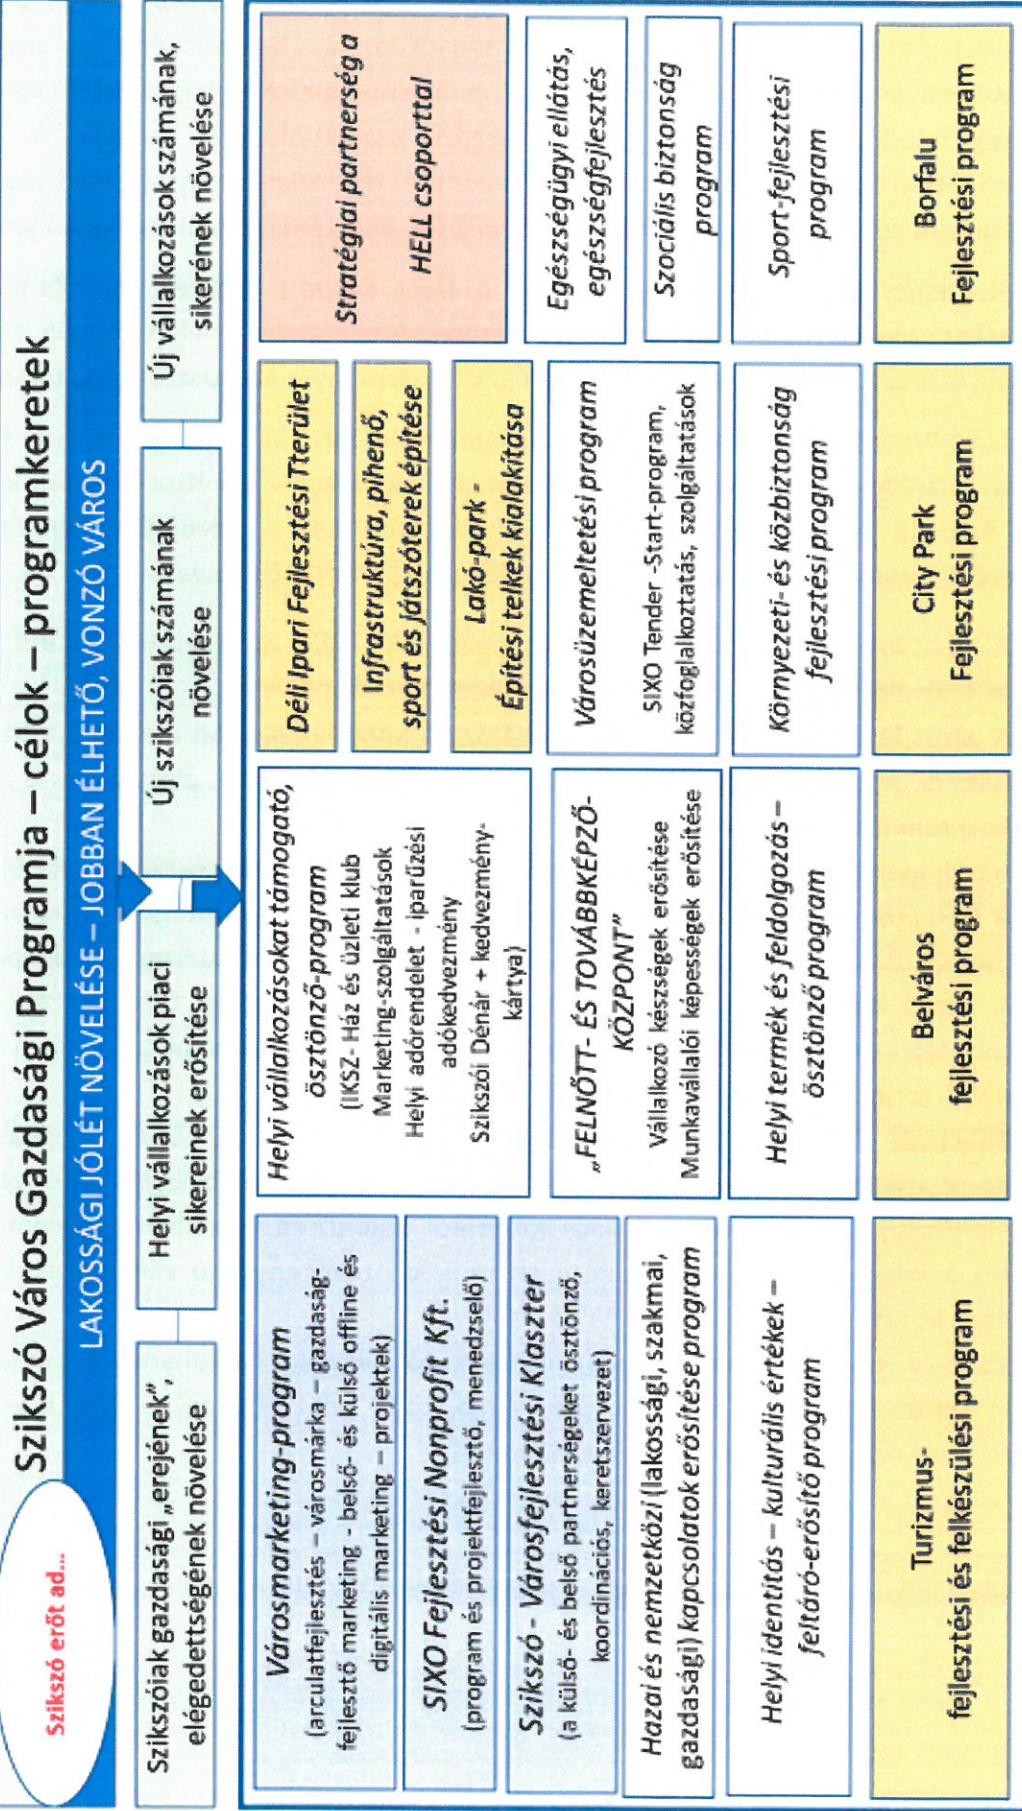 Szikszó Város Gazdasági Programja – célok – programkeretek
Szikszó erőt ad...
LAKOSSÁGI JÓLÉT NÖVELÉSE – JOBBAN ÉLHETŐ, VONZÓ VÁROS
Szikszóiak gazdasági „erejének”,
elégedettségének növelése
Helyi vállalkozások piaci
sikereinek erősítése
Új szikszóiak számának
növelése
Új vállalkozások számának,
sikerének növelése
Városmarketing-program
(arculatfejlesztés – városmárka – gazdaság-
fejlesztő marketing - belső- és külső offline és
digitális marketing – projektek)
SIXO Fejlesztési Nonprofit Kft.
(program és projektfejlesztő, menedzselő)
Szikszó - Városfejlesztési Klaszter
(a külső- és belső partnerségeket ösztönző,
koordinációs, keretszervezet)
Hazai és nemzetközi (lakossági, szakmai,
gazdasági) kapcsolatok erősítése program
Helyi identitás – kulturális értékek –
feltáró-erősítő program
Turizmus-
fejlesztési és felkészülési program
Helyi vállalkozásokat támogató,
ösztönző-program
(IKSZ- Ház és üzleti klub
Marketing-szolgáltatások
Helyi adórendelet - iparűzési
adókedvezmény
Szikszói Dénár + kedvezmény-
kártya)
„FELNŐTT- ÉS TOVÁBBKÉPZŐ-
KÖZPONT”
Vállalkozó készségek erősítése
Munkavállalói képességek erősítése
Helyi termék és feldolgozás –
ösztönző program
Belváros
fejlesztési program
Déli Ipari Fejlesztési Tterület
Infrastruktúra, pihenő,
sport és játszóterek építése
Lakó-park -
Építési telkek kialakítása
Városüzemeltetési program
SIXO Tender -Start-program,
közfoglalkoztatás, szolgáltatások
Környezeti- és közbiztonság
fejlesztési program
City Park
Fejlesztési program
Stratégiai partnerség a
HELL csoporttal
Egészségügyi ellátás,
egészségfejlesztés
Szociális biztonság
program
Sport-fejlesztési
program
Borfalu
Fejlesztési program